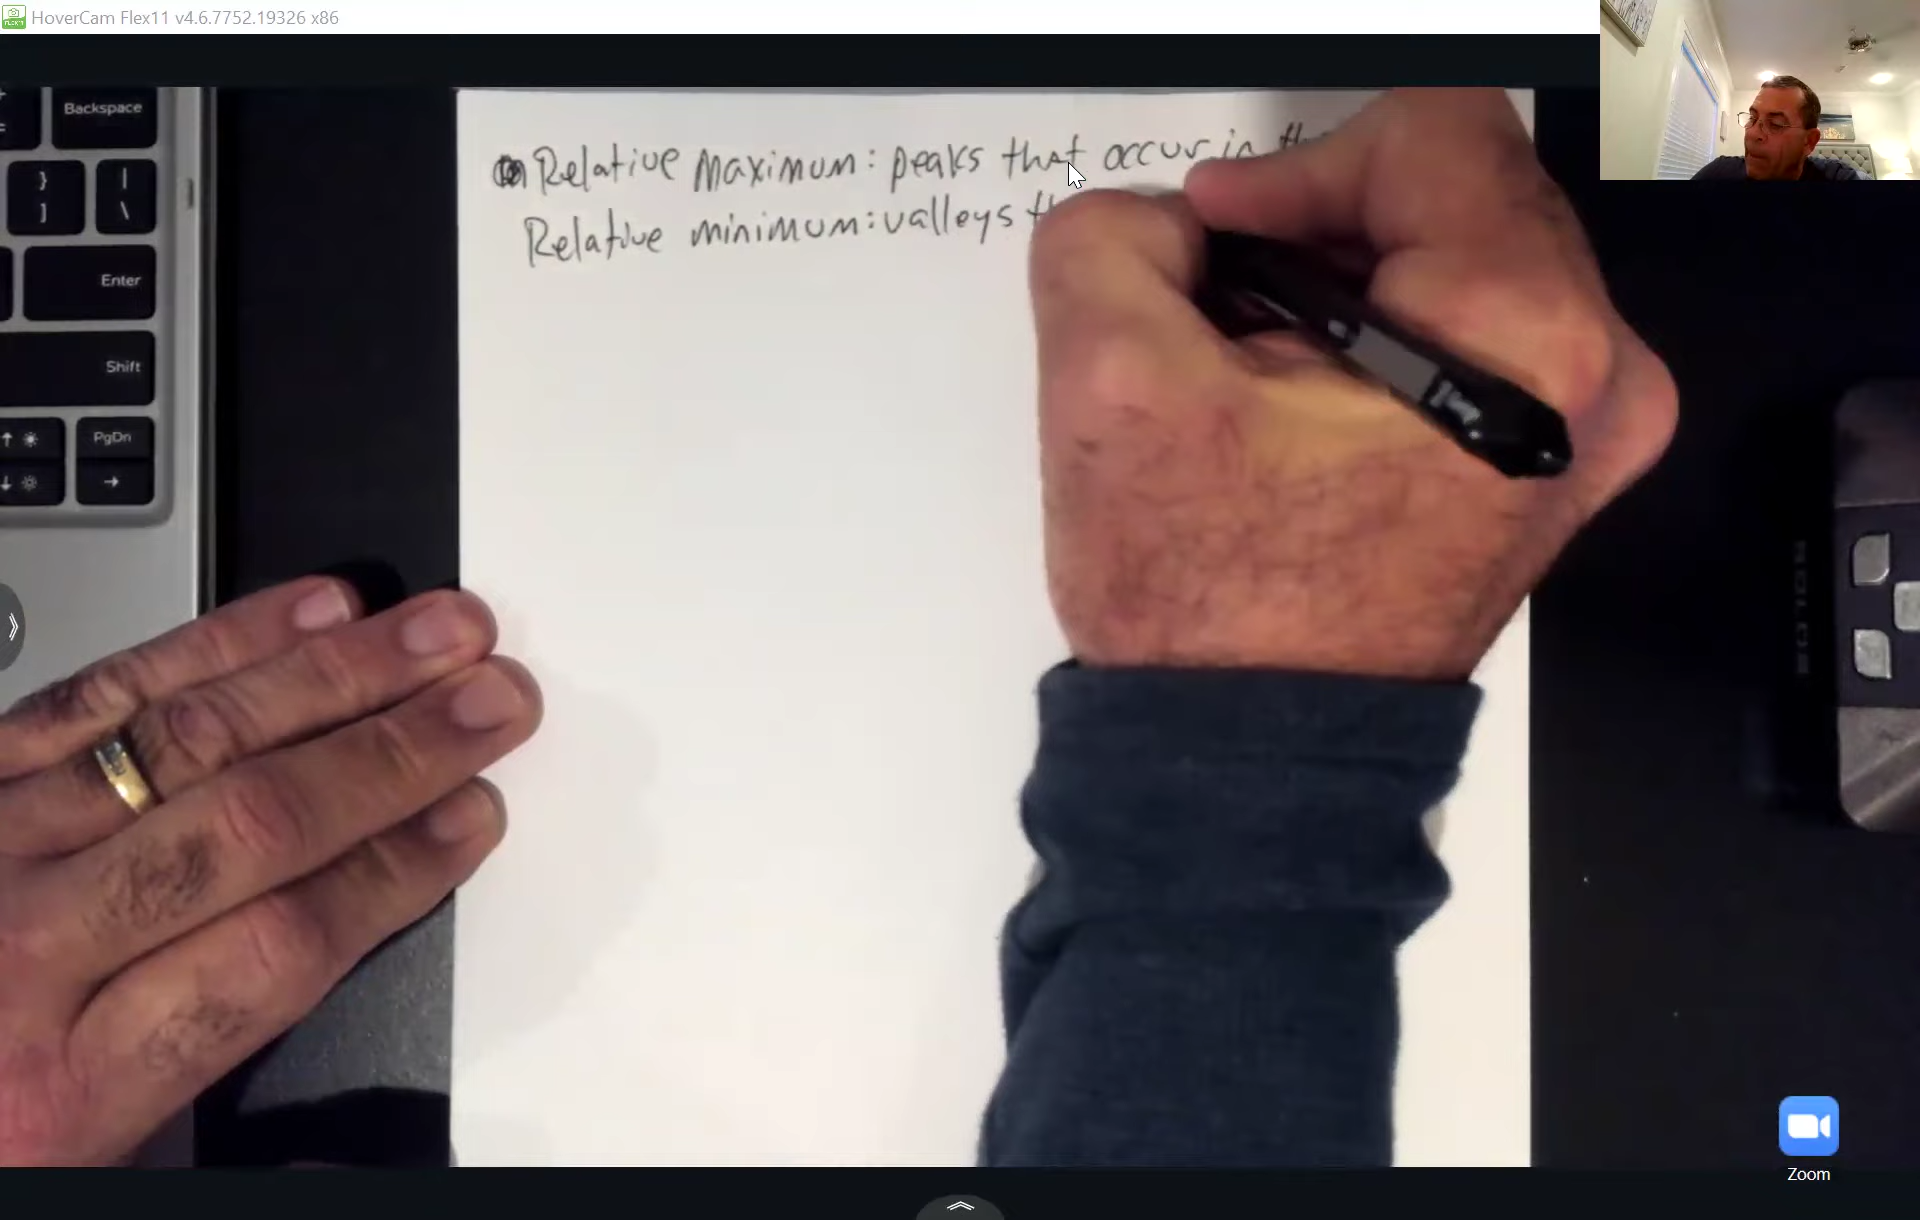 HoverCam Flex11 v4.6.7752.19326 x86
Backspace
}
]
|
\
Enter
Shift
PgDn
Relative Maximum: peaks that occur in
Relative minimum: valleys
Zoom